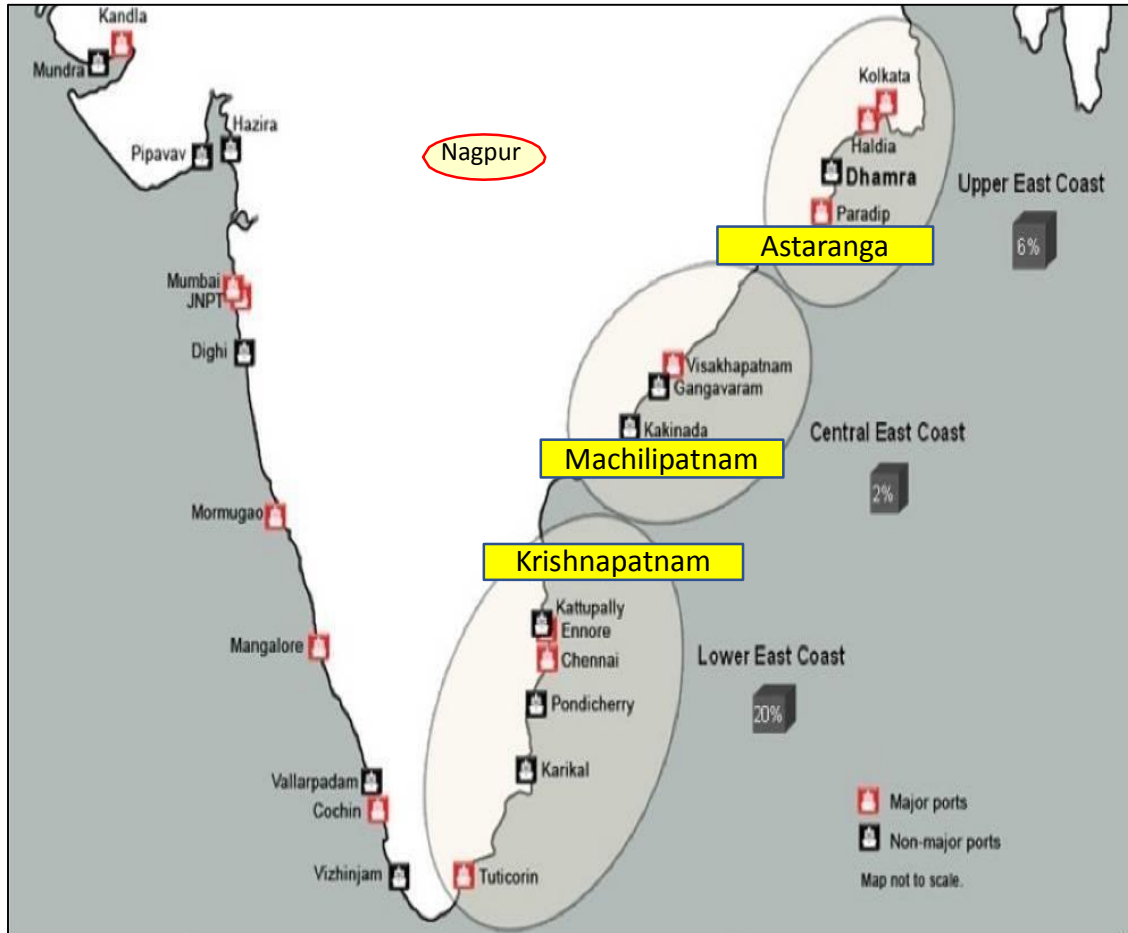 Kandla
Mundra
Hazira
Pipavav
Nagpur
Kolkata
Haldia
Dhamra
Paradip
Upper East Coast
6%
Astaranga
Mumbai
JNPT
Dighi
Visakhapatnam
Gangavaram
Kakinada
Central East Coast
2%
Machilipatnam
Mormugao
Krishnapatnam
Kattupally
Ennore
Chennai
Mangalore
Lower East Coast
20%
Pondicherry
Karikal
Vallarpadam
Cochin
Vizhinjam
Tuticorin
Major ports
Non-major ports
Map not to scale.